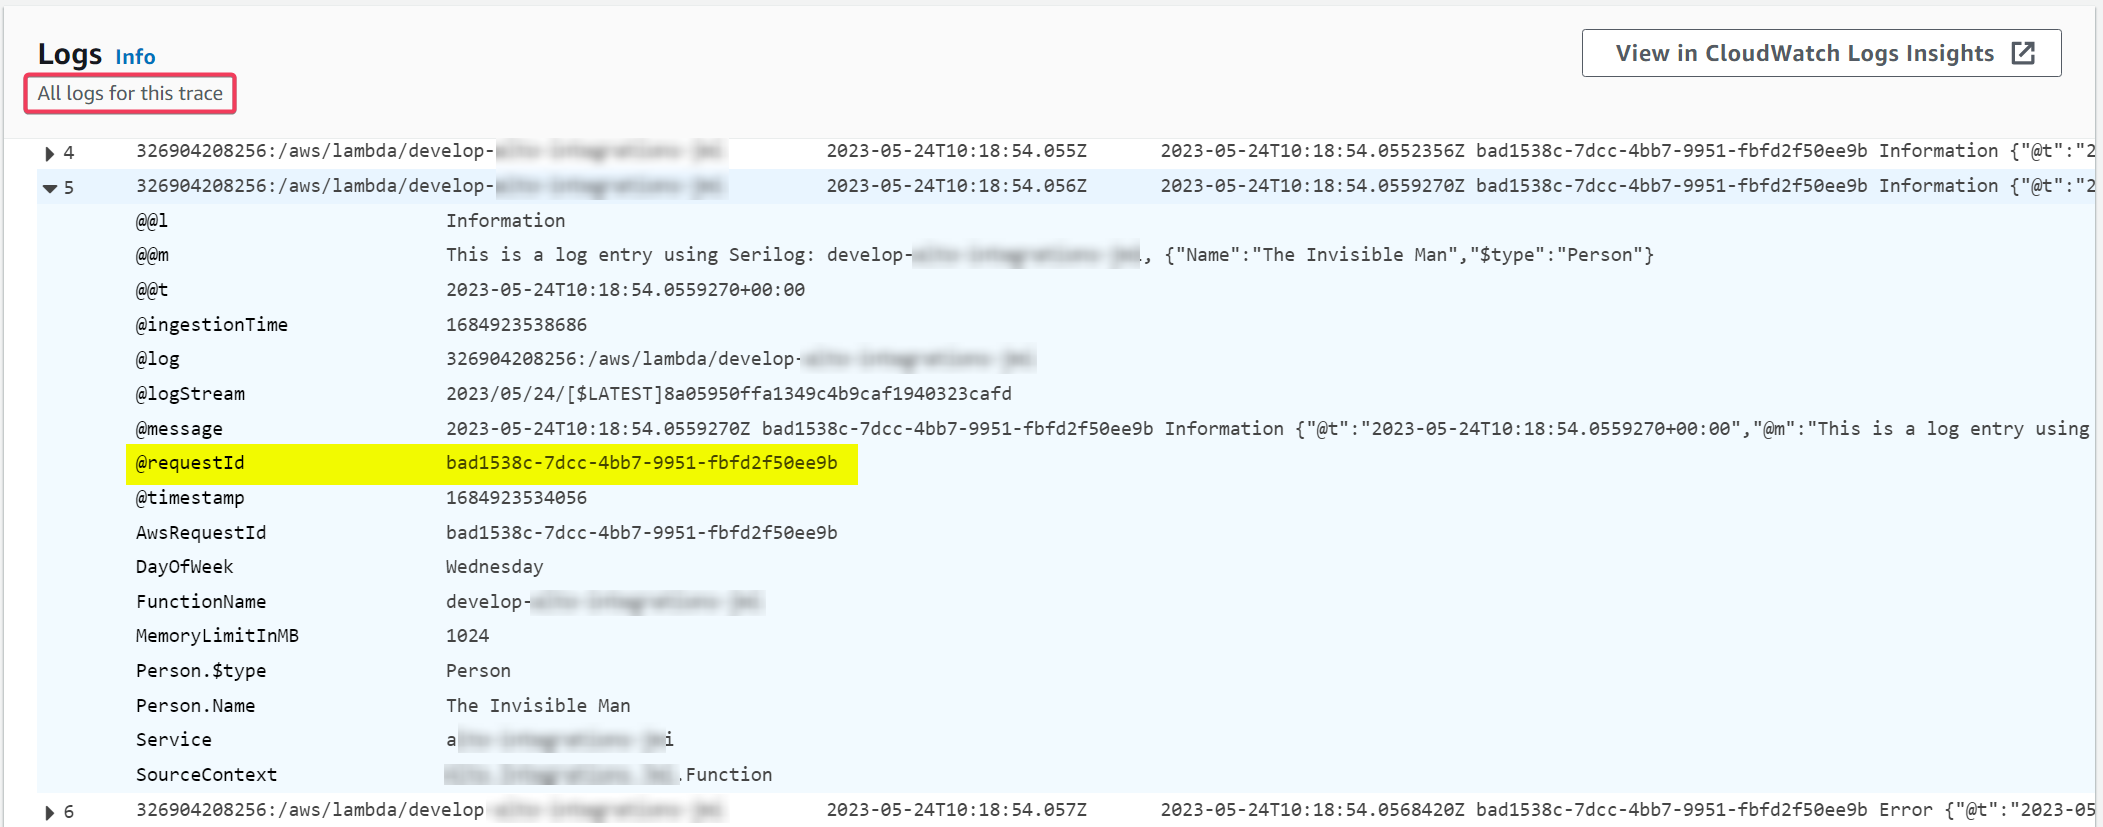 Logs Info
View in CloudWatch Logs Insights
All logs for this trace
4 326904208256:/aws/lambda/develop- 2023-05-24T10:18:54.055Z 2023-05-24T10:18:54.0552356Z bad1538c-7dcc-4bb7-9951-fbfd2f50ee9b Information {"@t":"2
5 326904208256:/aws/lambda/develop- 2023-05-24T10:18:54.056Z 2023-05-24T10:18:54.0559270Z bad1538c-7dcc-4bb7-9951-fbfd2f50ee9b Information {"@t":"2
@@l Information
@@m This is a log entry using Serilog: develop- , {"Name":"The Invisible Man","$type":"Person"}
@@t 2023-05-24T10:18:54.0559270+00:00
@ingestionTime 1684923538686
@log 326904208256:/aws/lambda/develop-
@logStream 2023/05/24/[$LATEST]8a05950ffa1349c4b9caf1940323cafd
@message 2023-05-24T10:18:54.0559270Z bad1538c-7dcc-4bb7-9951-fbfd2f50ee9b Information {"@t":"2023-05-24T10:18:54.0559270+00:00","@m":"This is a log entry using
@requestId bad1538c-7dcc-4bb7-9951-fbfd2f50ee9b
@timestamp 1684923534056
AwsRequestId bad1538c-7dcc-4bb7-9951-fbfd2f50ee9b
DayOfWeek Wednesday
FunctionName develop-
MemoryLimitInMB 1024
Person.$type Person
Person.Name The Invisible Man
Service
SourceContext .Function
6 326904208256:/aws/lambda/develop 2023-05-24T10:18:54.057Z 2023-05-24T10:18:54.0568420Z bad1538c-7dcc-4bb7-9951-fbfd2f50ee9b Error {"@t":"2023-05